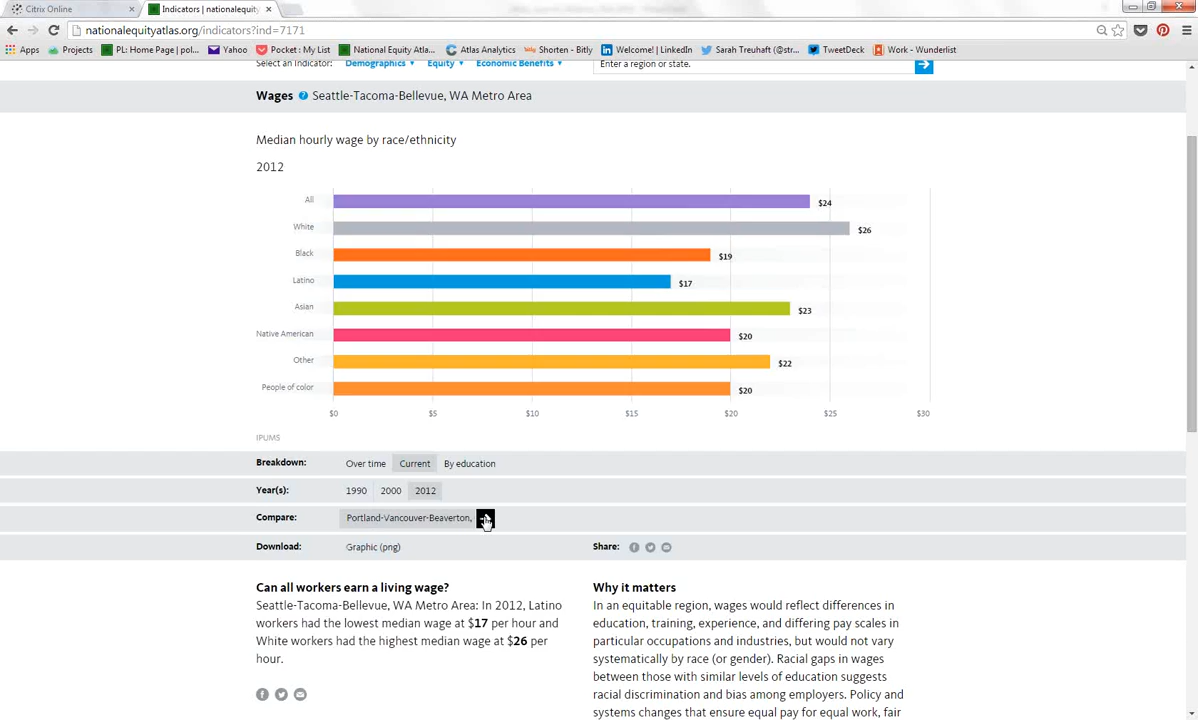 Citrix Online
Indicators | nationalequity
nationalequityatlas.org/indicators?ind=7171
Apps Projects PL: Home Page | pol... Yahoo Pocket : My List National Equity Atla... Atlas Analytics Shorten - Bitly Welcome! | LinkedIn Sarah Treuhaft (@str... TweetDeck Work - Wunderlist
Select an Indicator: Demographics Equity Economic Benefits Enter a region or state.
Wages ? Seattle-Tacoma-Bellevue, WA Metro Area
Median hourly wage by race/ethnicity
2012
All $24
White $26
Black $19
Latino $17
Asian $23
Native American $20
Other $22
People of color $20
$0 $5 $10 $15 $20 $25 $30
IPUMS
Breakdown: Over time Current By education
Year(s): 1990 2000 2012
Compare: Portland-Vancouver-Beaverton,
Download: Graphic (png) Share:
Can all workers earn a living wage?
Seattle-Tacoma-Bellevue, WA Metro Area: In 2012, Latino
workers had the lowest median wage at $17 per hour and
White workers had the highest median wage at $26 per
hour.
Why it matters
In an equitable region, wages would reflect differences in
education, training, experience, and differing pay scales in
particular occupations and industries, but would not vary
systematically by race (or gender). Racial gaps in wages
between those with similar levels of education suggests
racial discrimination and bias among employers. Policy and
systems changes that ensure equal pay for equal work, fair